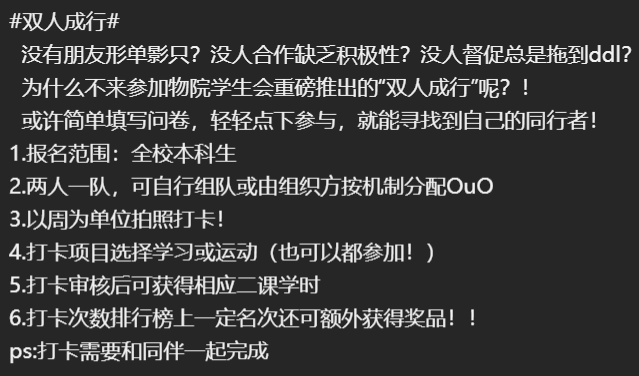 #双人成行#
没有朋友形单影只？没人合作缺乏积极性？没人督促总是拖到ddl？
为什么不来参加物院学生会重磅推出的“双人成行”呢？！
或许简单填写问卷，轻轻点下参与，就能寻找到自己的同行者！
1.报名范围：全校本科生
2.两人一队，可自行组队或由组织方按机制分配OuO
3.以周为单位拍照打卡！
4.打卡项目选择学习或运动（也可以都参加！）
5.打卡审核后可获得相应二课学时
6.打卡次数排行榜上一定名次还可额外获得奖品！！
ps:打卡需要和同伴一起完成